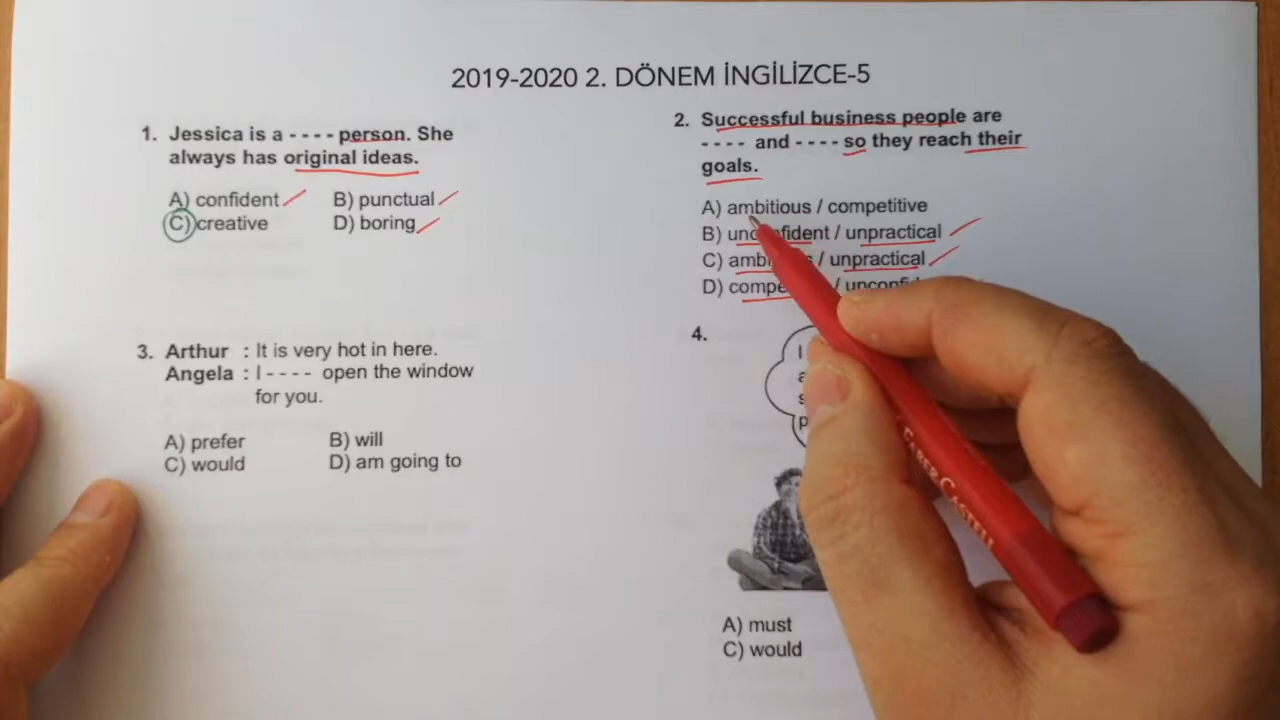 2019-2020 2. DÖNEM İNGİLİZCE-5
1. Jessica is a - - - - person. She
always has original ideas.
A) confident B) punctual
C) creative D) boring
2. Successful business people are
- - - - and - - - - so they reach their
goals.
A) ambitious / competitive
B) / unpractical
C) / unpractical
D) /
3. Arthur : It is very hot in here.
Angela : I - - - - open the window
for you.
A) prefer B) will
C) would D) am going to
4.
I
A) must
C) would
FABER-CASTELL